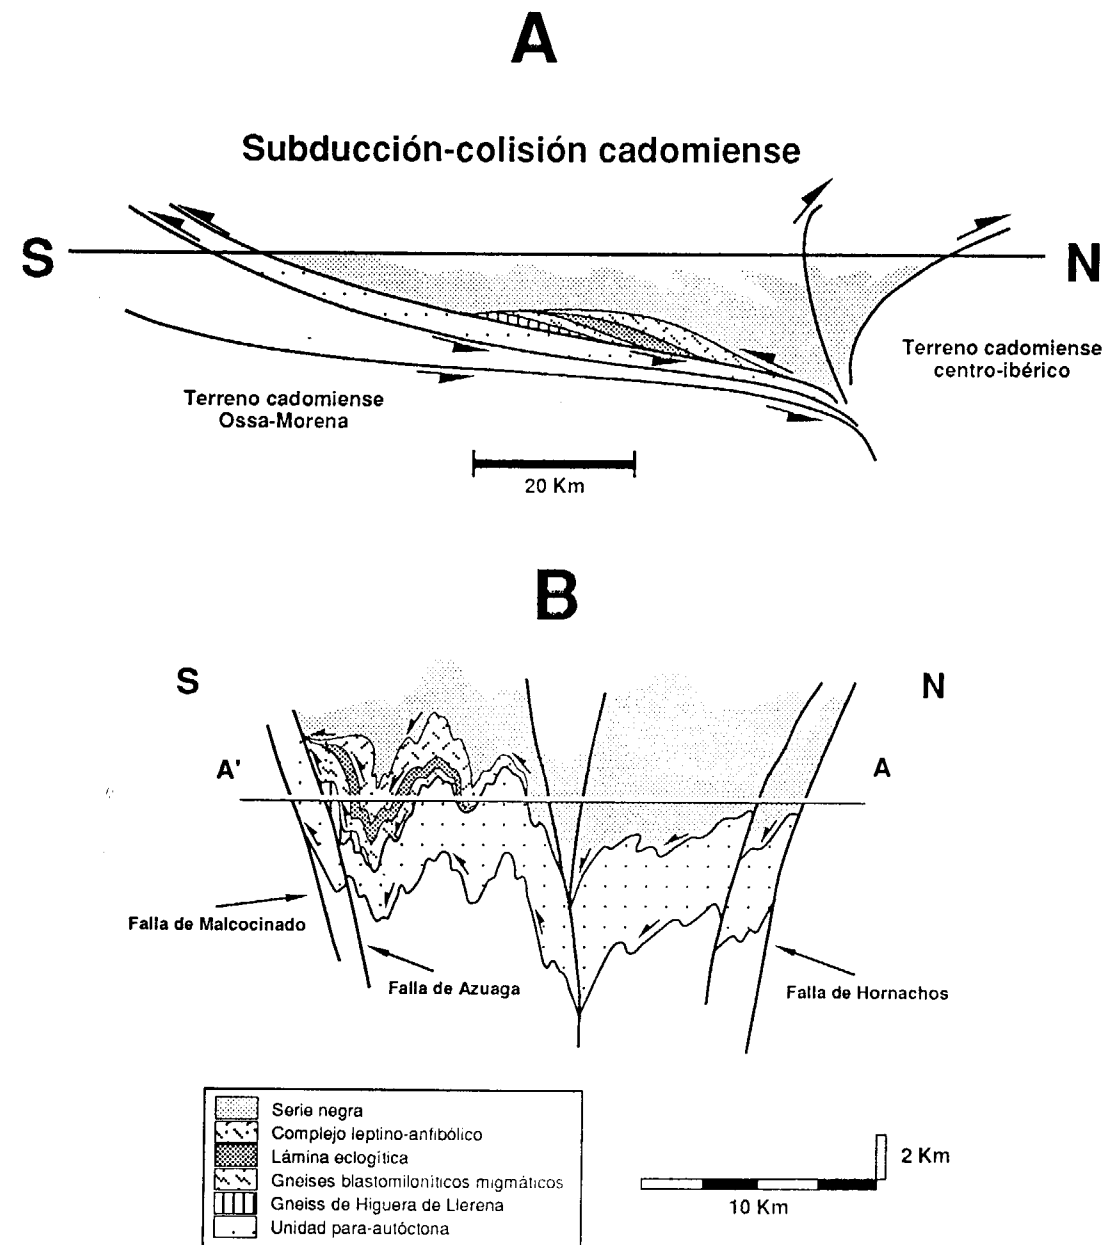 A
Subducción-colisión cadomiense
S
N
Terreno cadomiense
centro-ibérico
Terreno cadomiense
Ossa-Morena
20 Km
B
S
N
A'
A
Falla de Malcocinado
Falla de Azuaga
Falla de Hornachos
Serie negra
Complejo leptino-anfibólico
Lámina eclogítica
Gneises blastomiloníticos migmáticos
Gneiss de Higuera de Llerena
Unidad para-autóctona
2 Km
10 Km